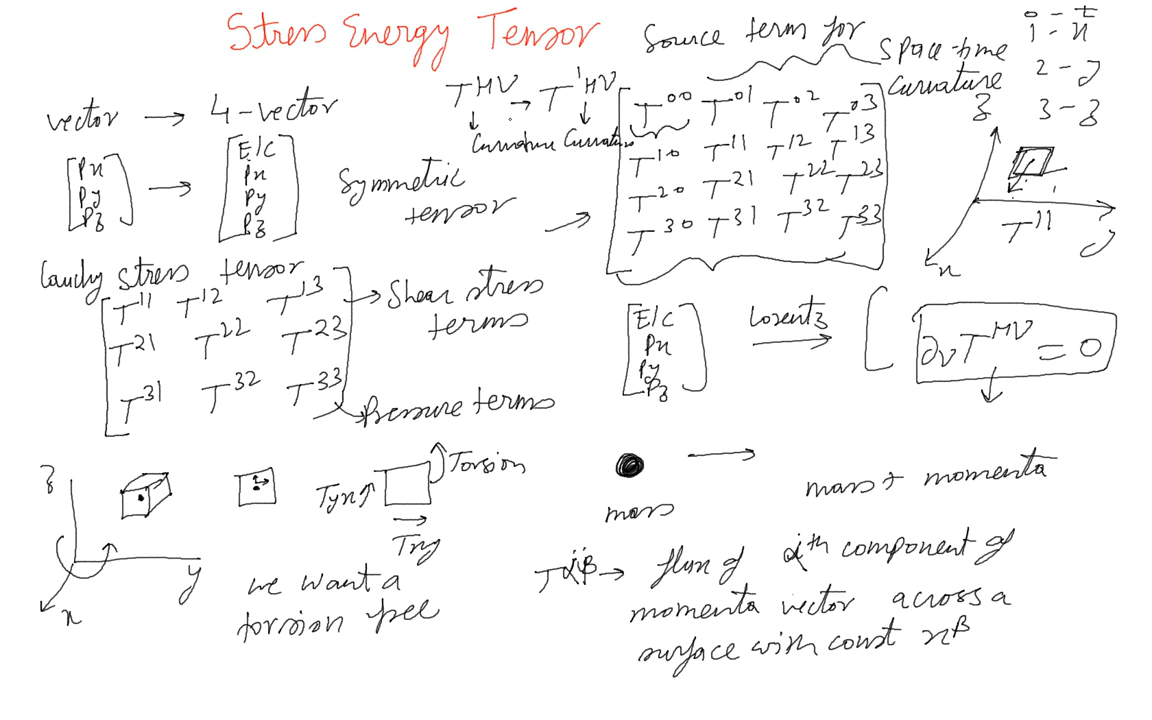 Stress Energy Tensor
Source term for
space-time
curvature
0 - t
1 - x
2 - y
3 - z
vector → 4-vector
[Px
Py
Pz]
→
[E/C
Px
Py
Pz]
T^μν → T'^μν
Curvature Curvature
Symmetric
tensor
T^00 T^01 T^02 T^03
T^10 T^11 T^12 T^13
T^20 T^21 T^22 T^23
T^30 T^31 T^32 T^33
z
T^11
x
y
Cauchy stress tensor
T^11 T^12 T^13
T^21 T^22 T^23
T^31 T^32 T^33
→ Shear stress
terms
Pressure terms
[E/C
Px
Py
Pz]
Lorentz
∂νT^μν = 0
z
y
x
Tyx
Torsion
Txy
we want a
torsion free
mass
mass + momenta
T^αβ → flux of αth component of
momenta vector across a
surface with const x^β